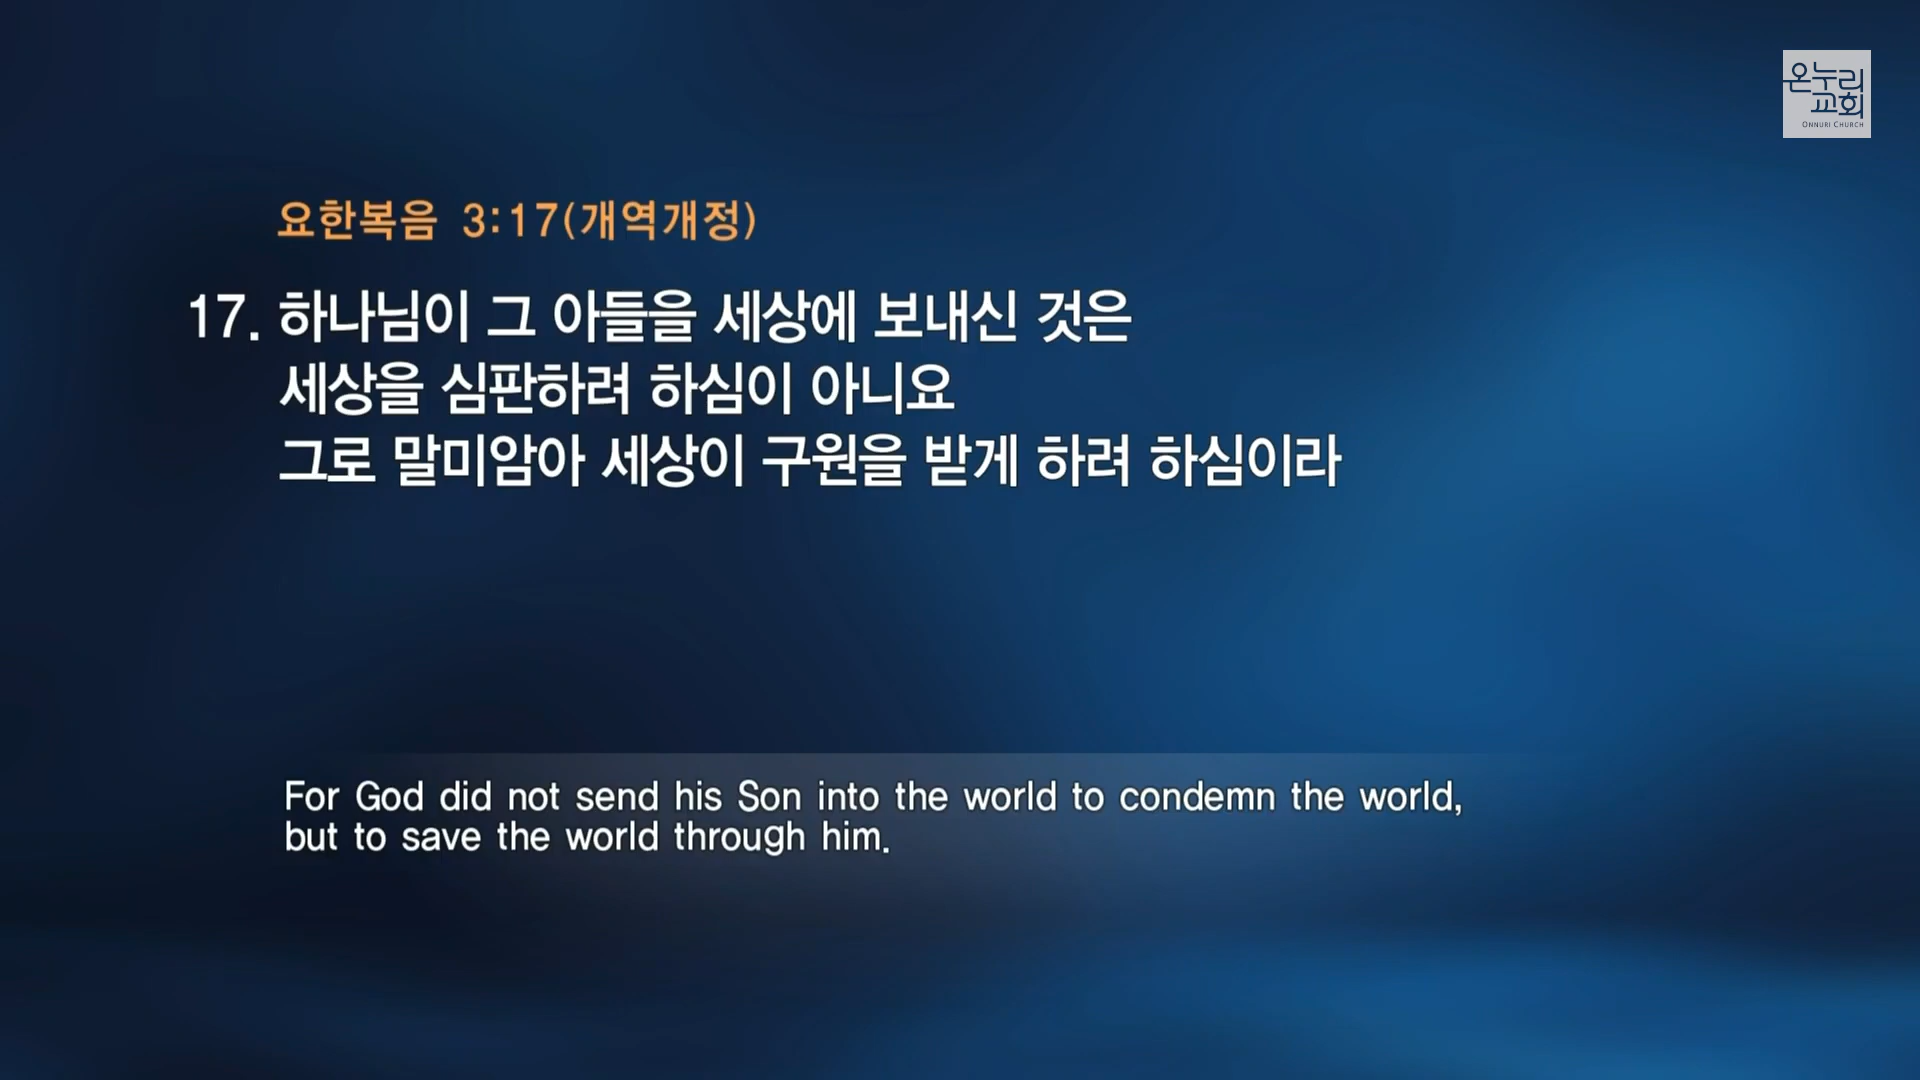 온누리
교회
ONNURI CHURCH
요한복음 3:17(개역개정)
17. 하나님이 그 아들을 세상에 보내신 것은
세상을 심판하려 하심이 아니요
그로 말미암아 세상이 구원을 받게 하려 하심이라
For God did not send his Son into the world to condemn the world,
but to save the world through him.